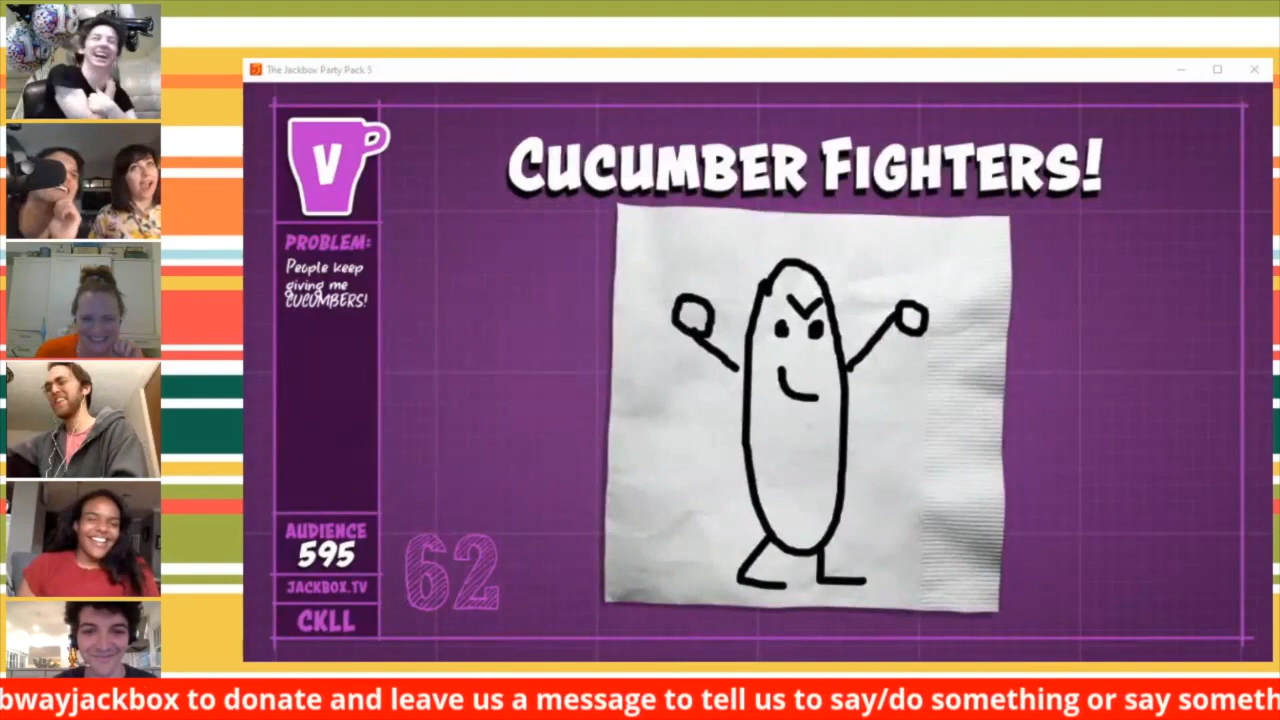 The Jackbox Party Pack 5
V
CUCUMBER FIGHTERS!
PROBLEM:
People keep
giving me
CUCUMBERS!
AUDIENCE
595
JACKBOX.TV
CKLL
62
bwayjackbox to donate and leave us a message to tell us to say/do something or say someth